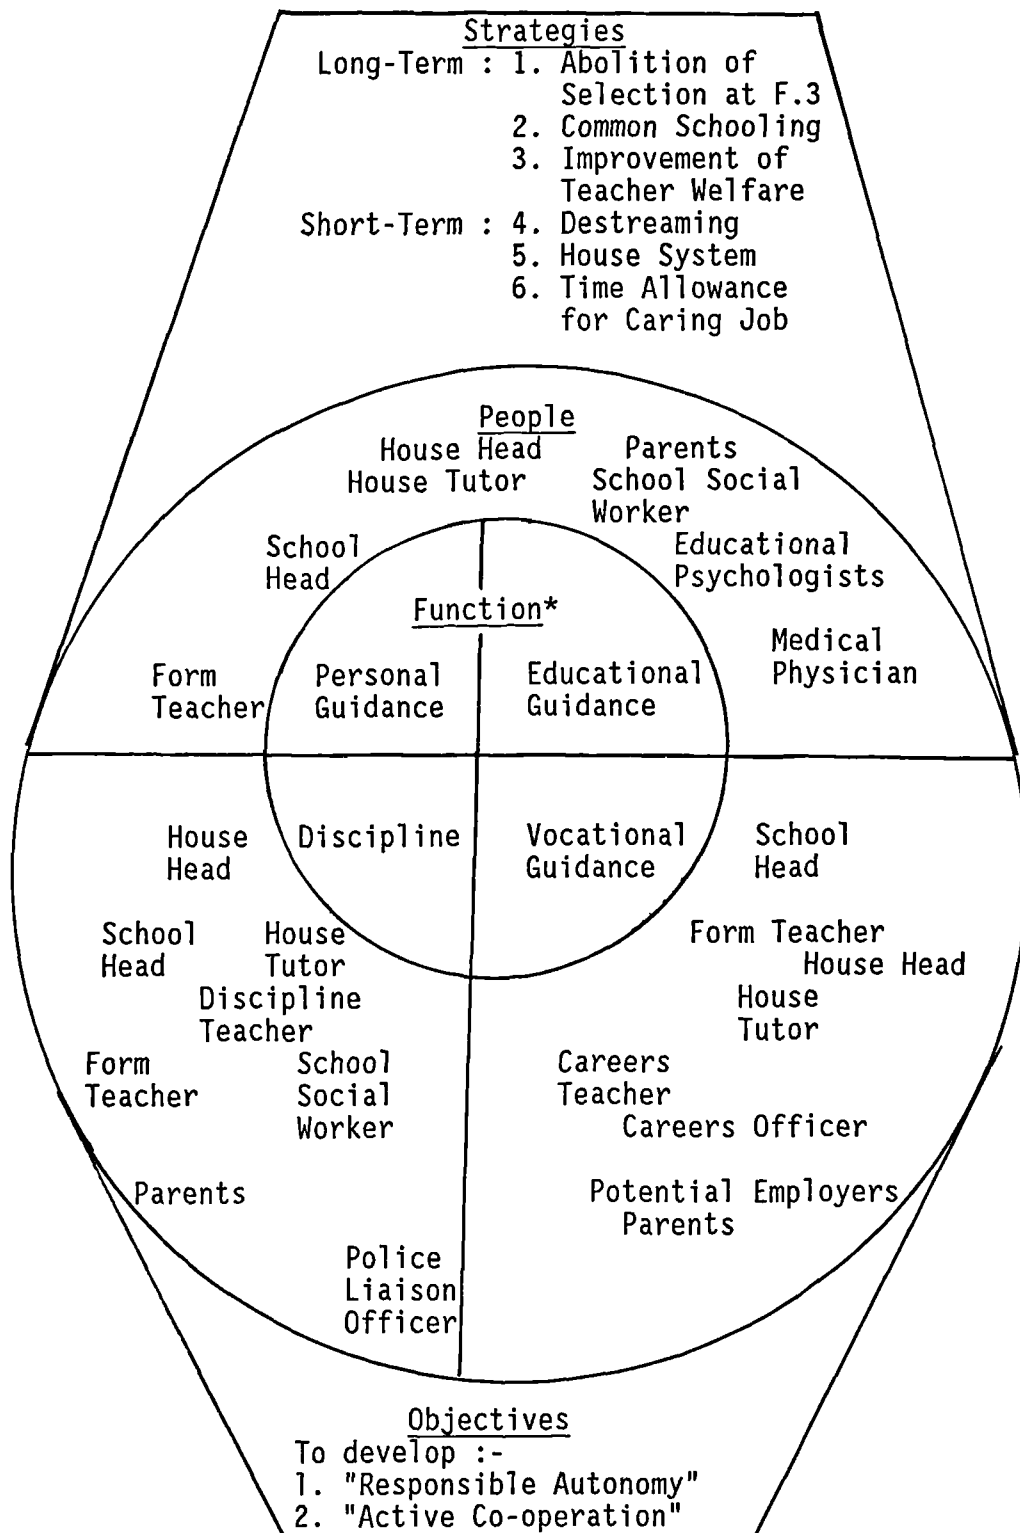 Strategies
Long-Term : 1. Abolition of
Selection at F.3
2. Common Schooling
3. Improvement of
Teacher Welfare
Short-Term : 4. Destreaming
5. House System
6. Time Allowance
for Caring Job
People
House Head
House Tutor
Parents
School Social
Worker
School
Head
Educational
Psychologists
Function*
Medical
Physician
Form
Teacher
Personal
Guidance
Educational
Guidance
House
Head
Discipline
Vocational
Guidance
School
Head
School
Head
House
Tutor
Form Teacher
House Head
Discipline
Teacher
House
Tutor
Form
Teacher
School
Social
Worker
Careers
Teacher
Careers Officer
Parents
Potential Employers
Parents
Police
Liaison
Officer
Objectives
To develop :-
1. "Responsible Autonomy"
2. "Active Co-operation"